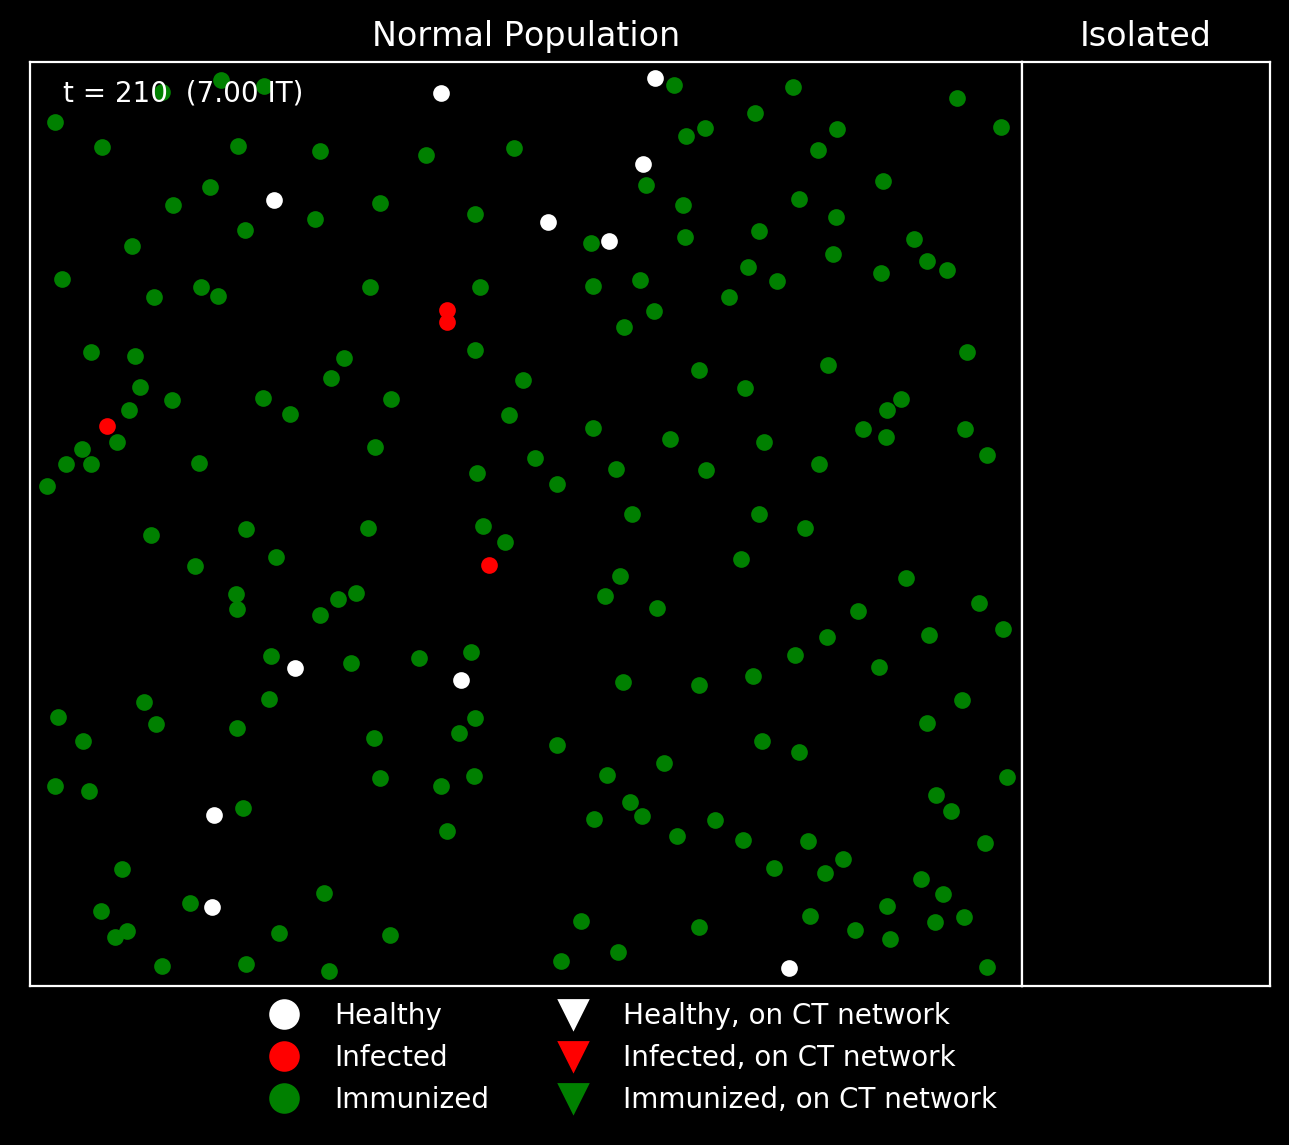 Normal Population
Isolated
t = 210  (7.00 IT)
Healthy
Infected
Immunized
Healthy, on CT network
Infected, on CT network
Immunized, on CT network